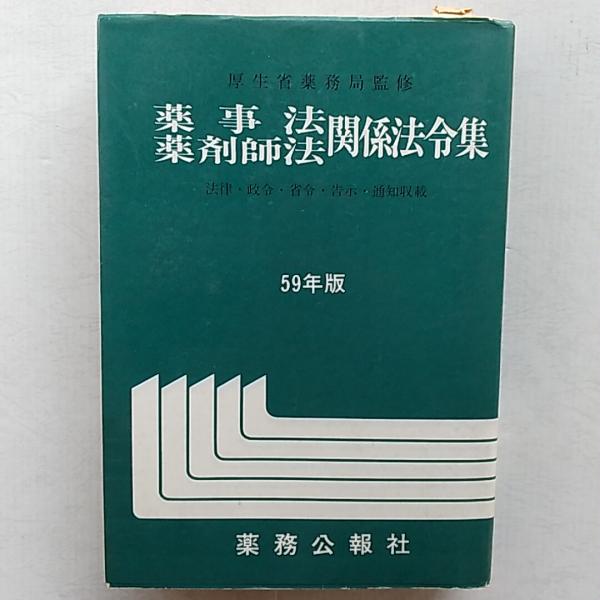 厚生省薬務局監修
薬事法
薬剤師法関係法令集
法律・政令・省令・告示・通知収載
59年版
薬務公報社